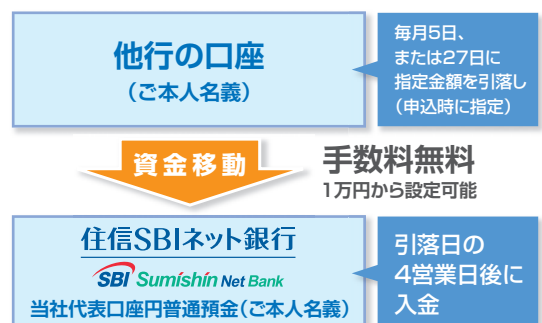 他行の口座
(ご本人名義)
毎月5日、
または27日に
指定金額を引落し
(申込時に指定)
資金移動
手数料無料
1万円から設定可能
住信SBIネット銀行
SBI Sumishin Net Bank
当社代表口座円普通預金(ご本人名義)
引落日の
4営業日後に
入金